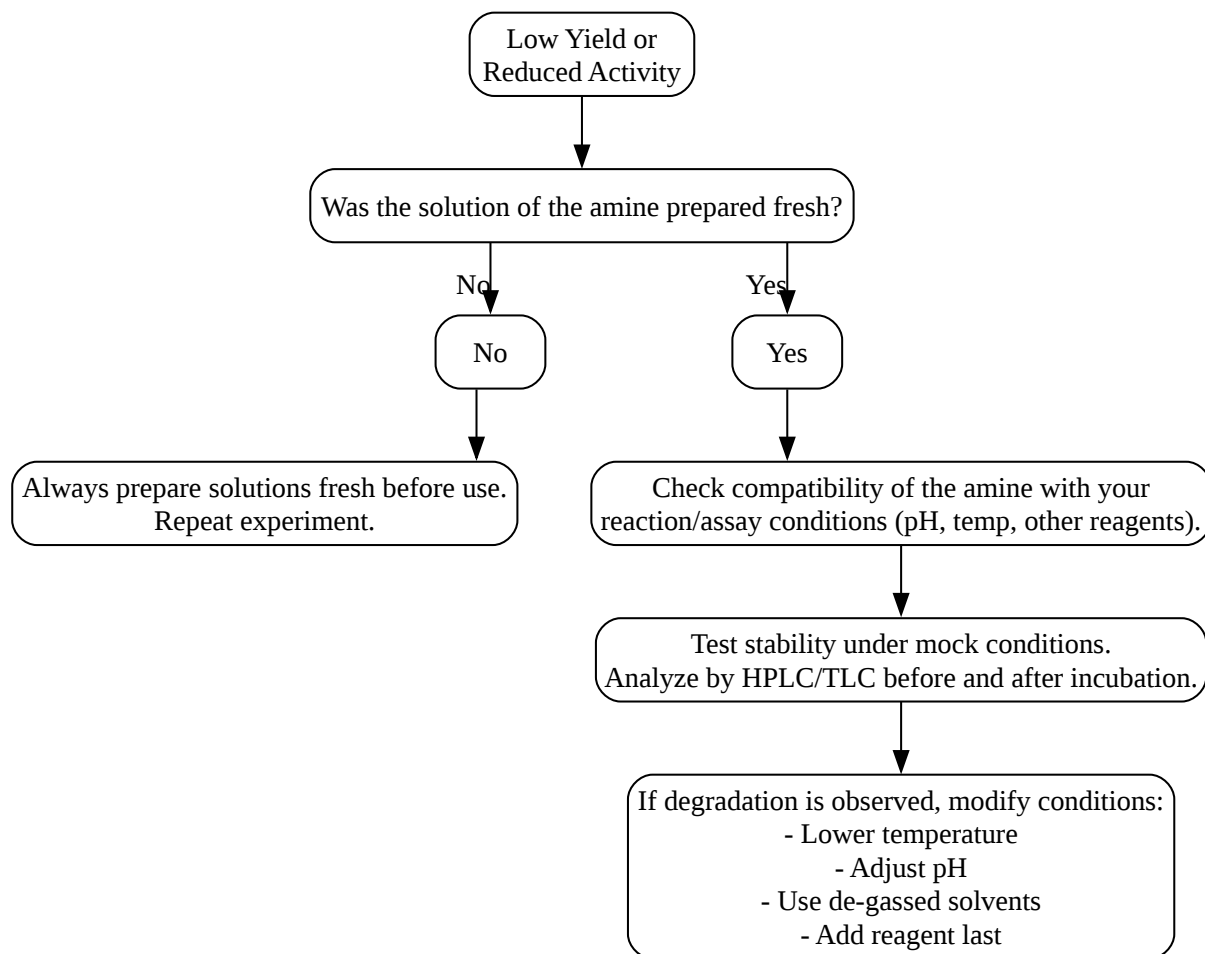 Low Yield or
Reduced Activity
Was the solution of the amine prepared fresh?
No
Yes
No
Yes
Always prepare solutions fresh before use.
Repeat experiment.
Check compatibility of the amine with your
reaction/assay conditions (pH, temp, other reagents).
Test stability under mock conditions.
Analyze by HPLC/TLC before and after incubation.
If degradation is observed, modify conditions:
- Lower temperature
- Adjust pH
- Use de-gassed solvents
- Add reagent last